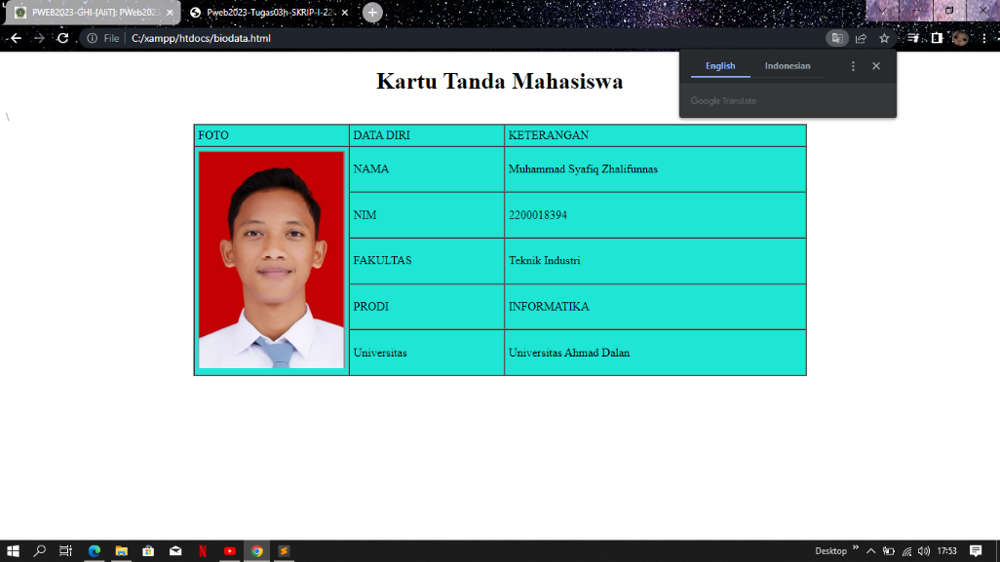 PWEB2023-GHI-[AliT]: PWeb202
Pweb2023-Tugas03h-SKRIP-I-22
File C:/xampp/htdocs/biodata.html
English Indonesian
Google Translate
Kartu Tanda Mahasiswa
\
FOTO DATA DIRI KETERANGAN
NAMA Muhammad Syafiq Zhalifunnas
NIM 2200018394
FAKULTAS Teknik Industri
PRODI INFORMATIKA
Universitas Universitas Ahmad Dalan
Desktop 17:53